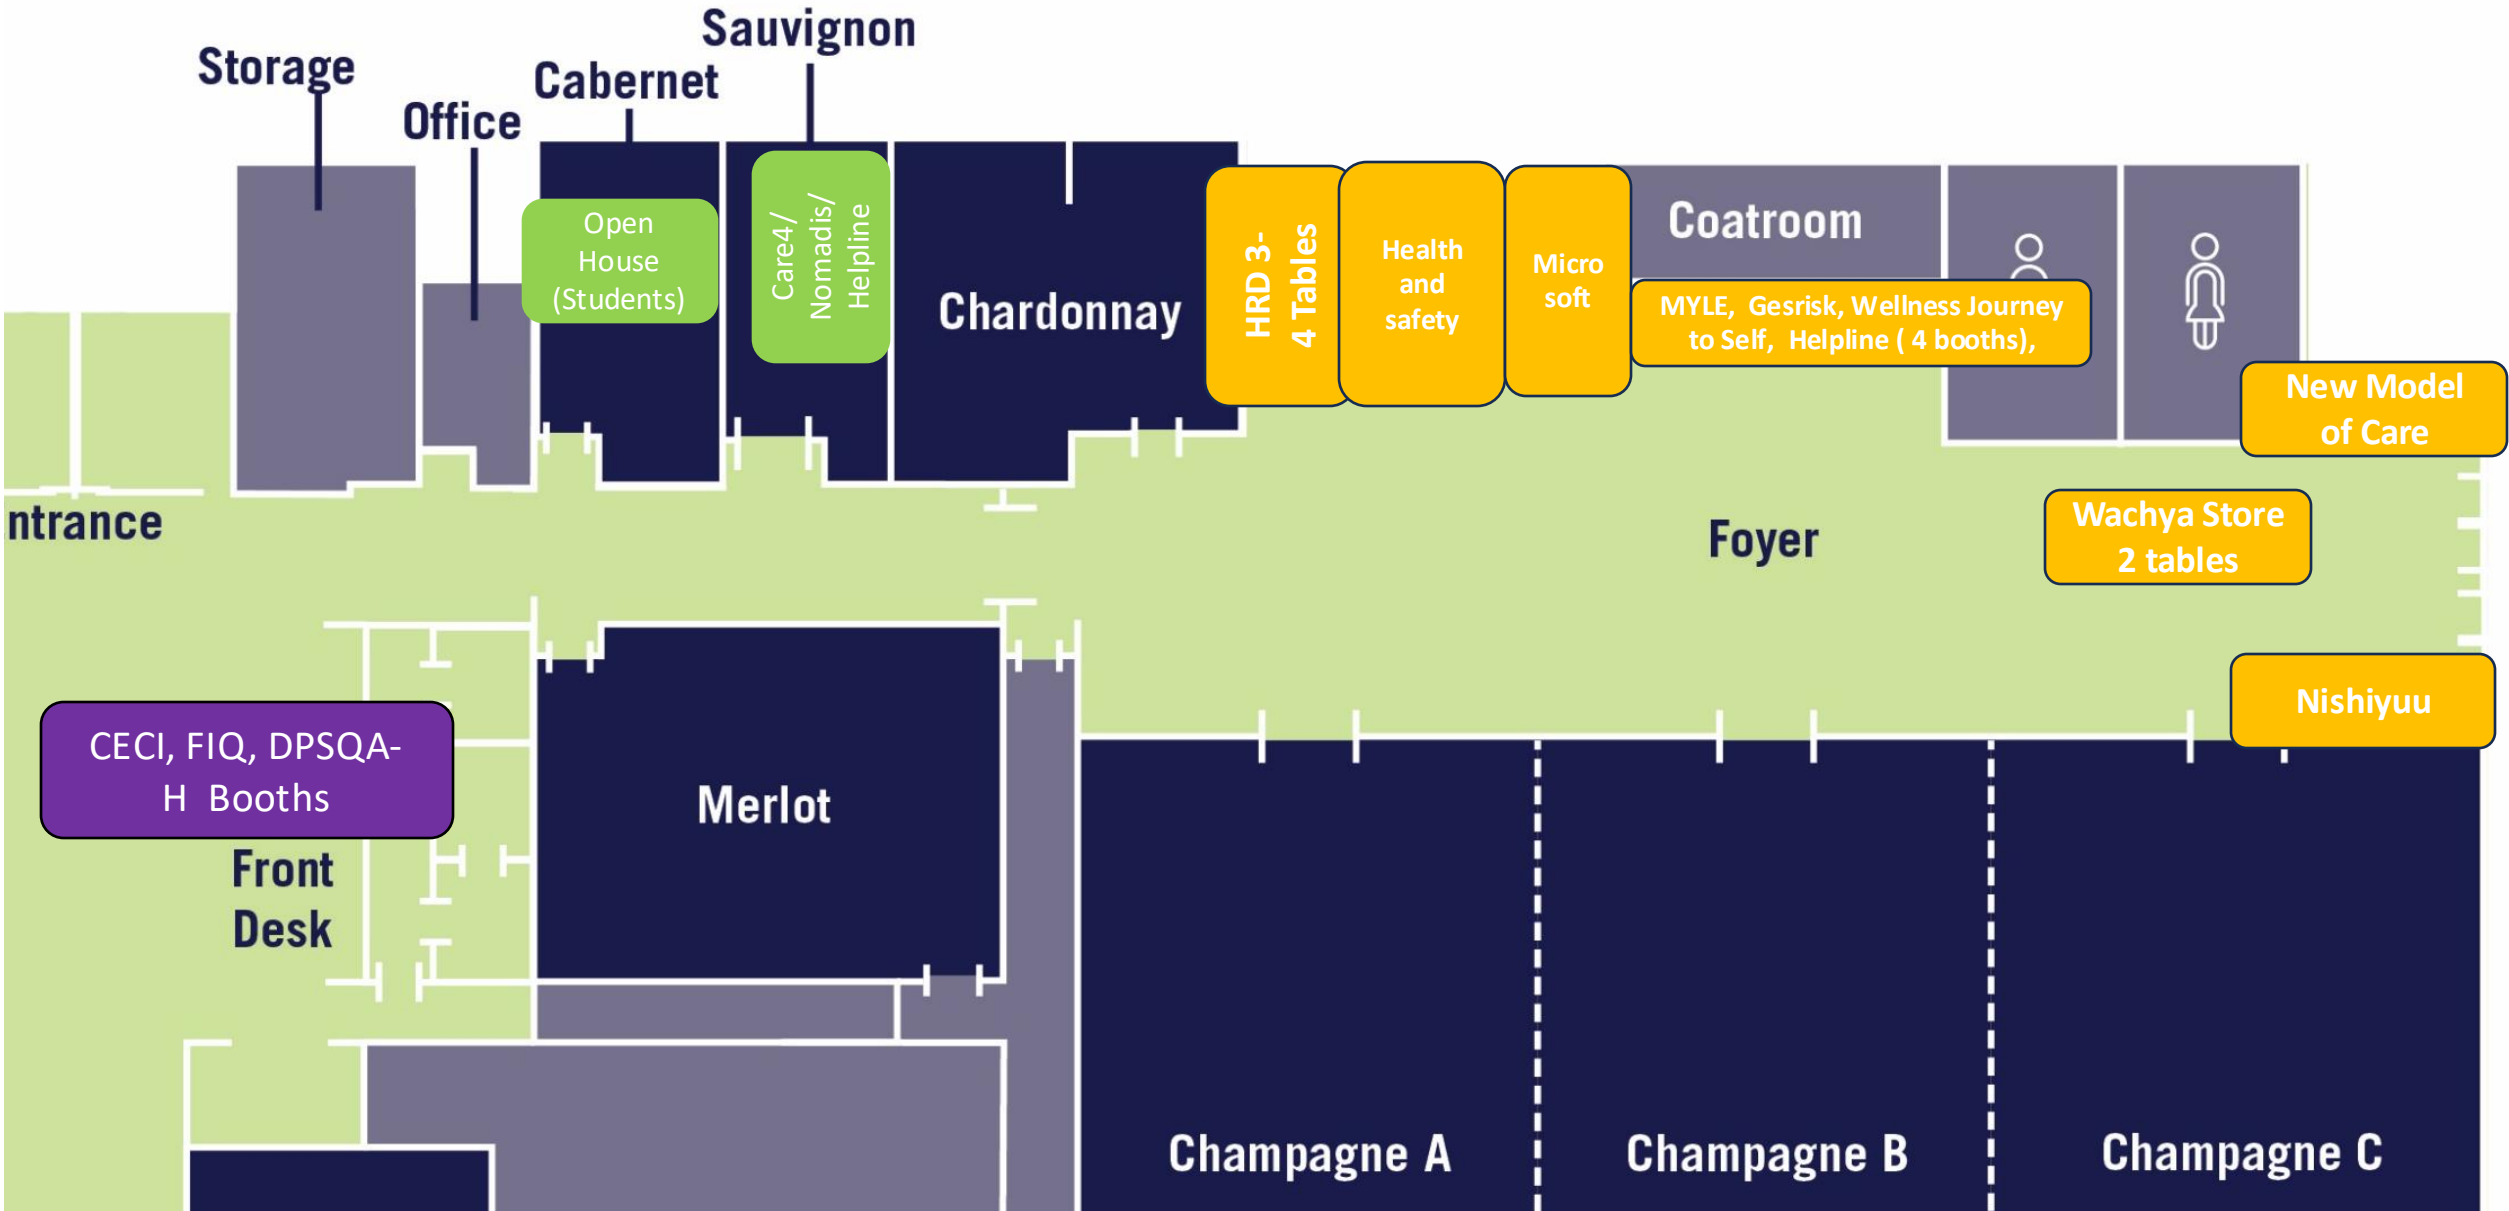 Sauvignon
Storage
Cabernet
Office
Open
House
(Students)
Care4/
Nomadis/
Helpline
Chardonnay
HRD 3-
4 Tables
Health
and
safety
Micro
soft
Coatroom
MYLE,  Gesrisk, Wellness Journey
to Self,  Helpline ( 4 booths),
New Model
of Care
ntrance
Foyer
Wachya Store
2 tables
Nishiyuu
CECI, FIQ, DPSQA-
H  Booths
Merlot
Front
Desk
Champagne A
Champagne B
Champagne C